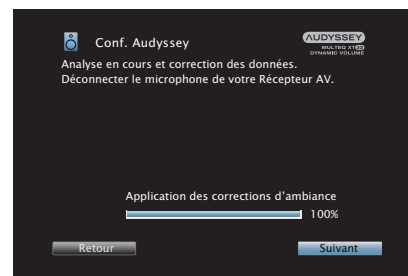 Conf. Audyssey
AUDYSSEY
MULTEQ XT32
DYNAMIC VOLUME
Analyse en cours et correction des données.
Déconnecter le microphone de votre Récepteur AV.
Application des corrections d’ambiance
100%
Retour
Suivant